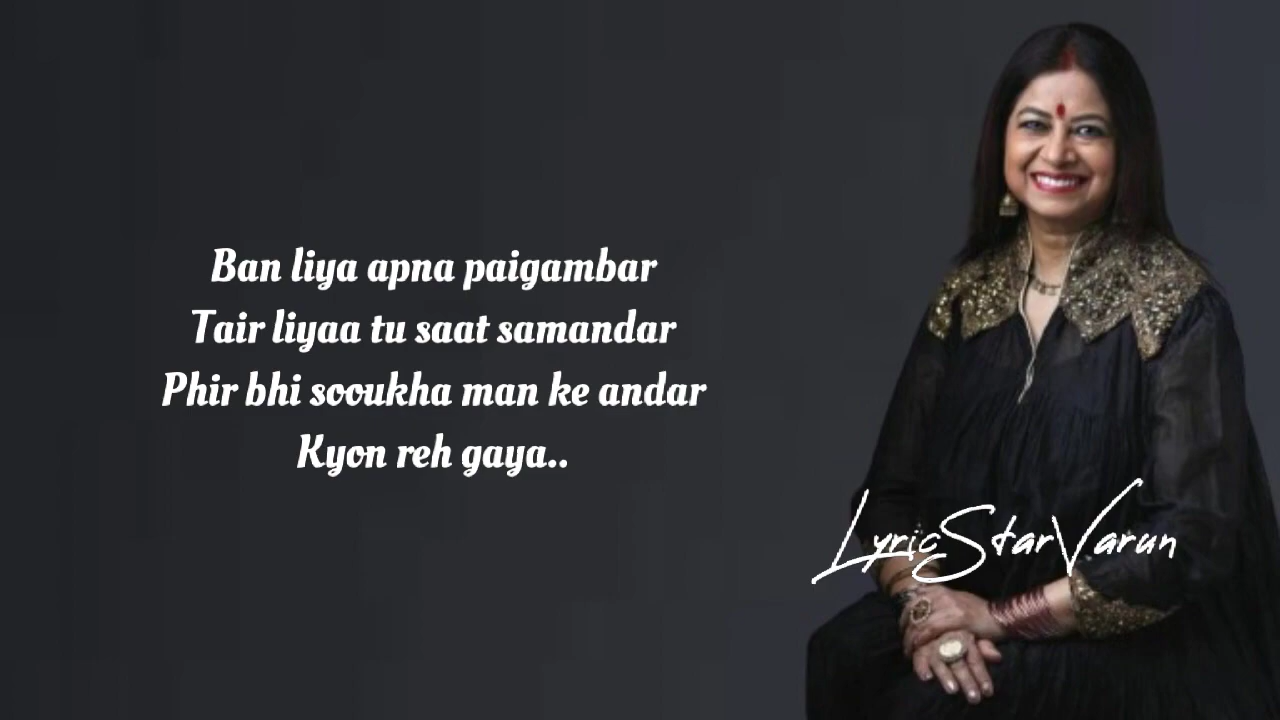 Ban liya apna paigambar
Tair liyaa tu saat samandar
Phir bhi sooukha man ke andar
Kyon reh gaya..
LyricStarVarun